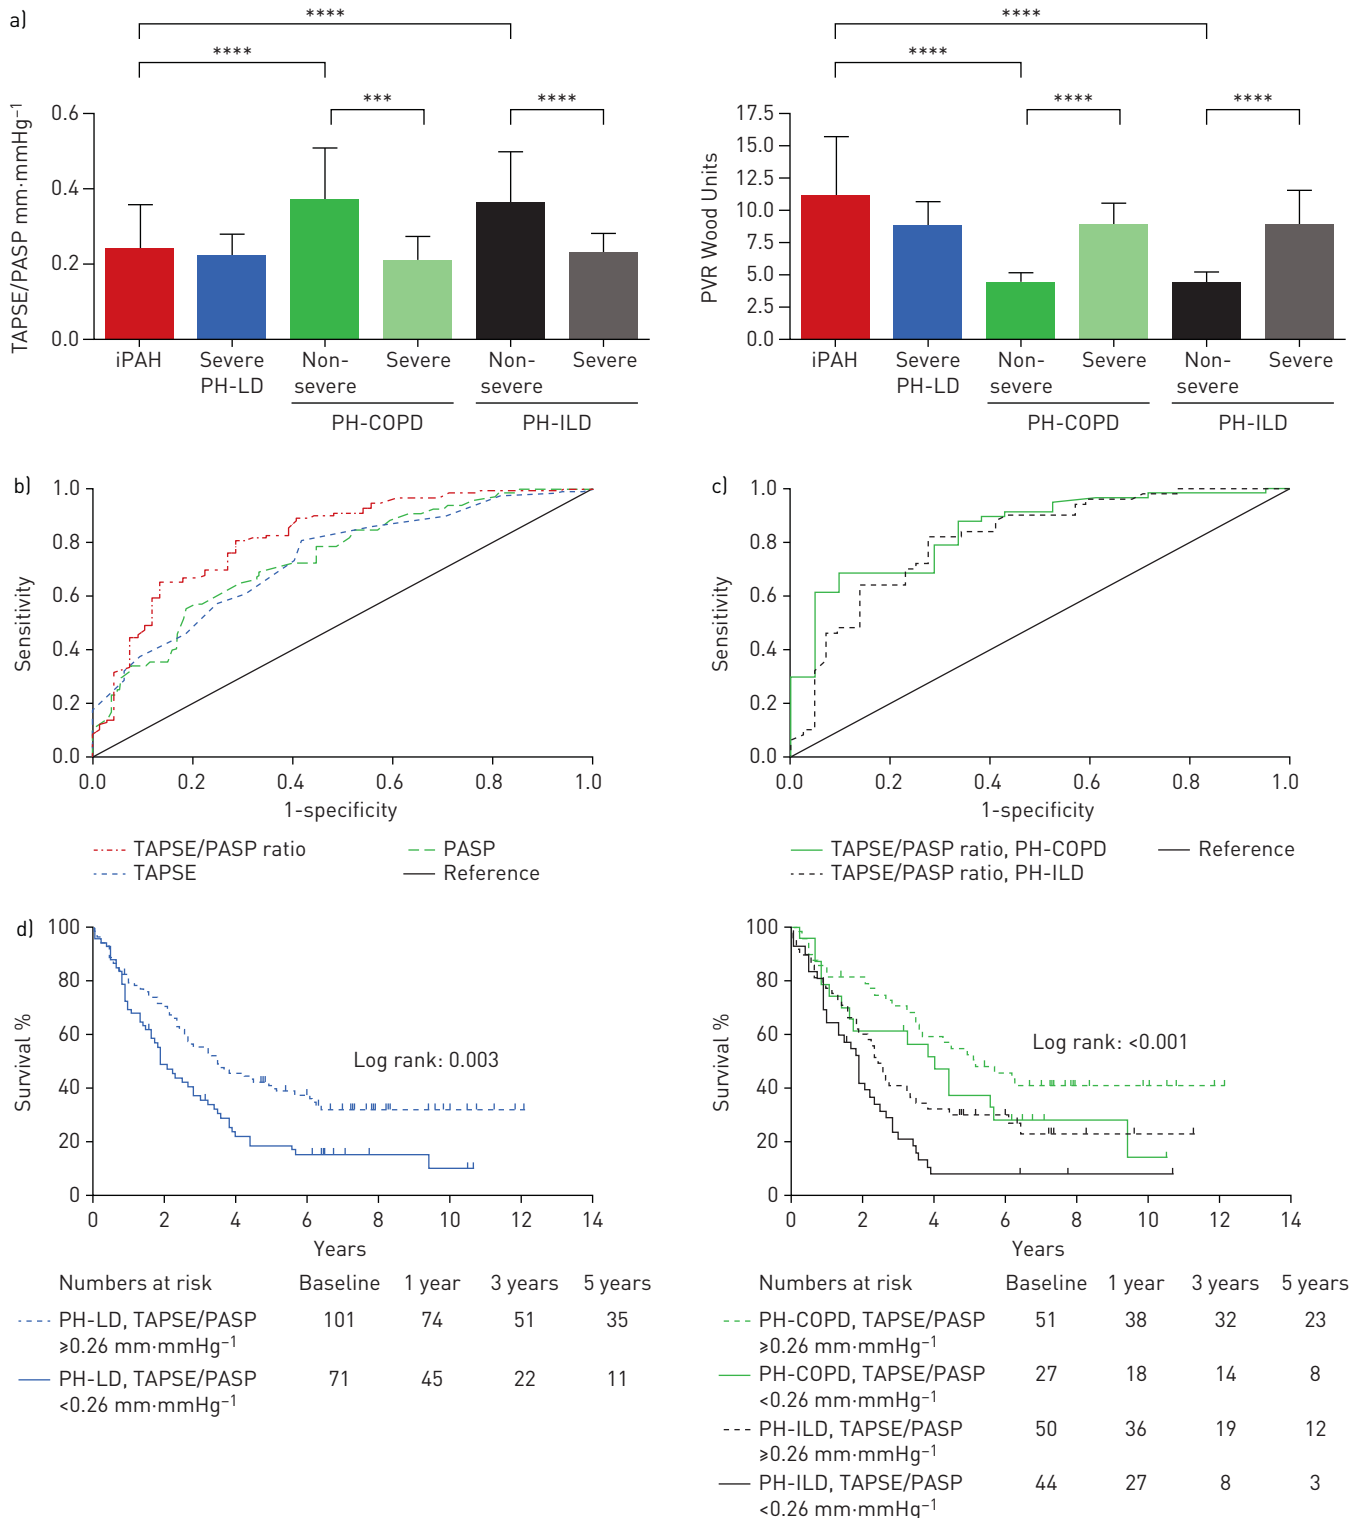 a)
****
****
***
****
TAPSE/PASP mm·mmHg⁻¹
0.6
0.4
0.2
0.0
iPAH
Severe
PH-LD
Non-
severe
Severe
Non-
severe
Severe
PH-COPD
PH-ILD
****
****
****
****
PVR Wood Units
17.5
15.0
12.5
10.0
7.5
5.0
2.5
0.0
iPAH
Severe
PH-LD
Non-
severe
Severe
Non-
severe
Severe
PH-COPD
PH-ILD
b)
Sensitivity
1.0
0.8
0.6
0.4
0.2
0.0
0.0 0.2 0.4 0.6 0.8 1.0
1-specificity
TAPSE/PASP ratio
PASP
TAPSE
Reference
c)
Sensitivity
1.0
0.8
0.6
0.4
0.2
0.0
0.0 0.2 0.4 0.6 0.8 1.0
1-specificity
TAPSE/PASP ratio, PH-COPD
Reference
TAPSE/PASP ratio, PH-ILD
d)
Survival %
100
80
60
40
20
0
Log rank: 0.003
0 2 4 6 8 10 12 14
Years
Numbers at risk Baseline 1 year 3 years 5 years
PH-LD, TAPSE/PASP 101 74 51 35
≥0.26 mm·mmHg⁻¹
PH-LD, TAPSE/PASP 71 45 22 11
<0.26 mm·mmHg⁻¹
Survival %
100
80
60
40
20
0
Log rank: <0.001
0 2 4 6 8 10 12 14
Years
Numbers at risk Baseline 1 year 3 years 5 years
PH-COPD, TAPSE/PASP 51 38 32 23
≥0.26 mm·mmHg⁻¹
PH-COPD, TAPSE/PASP 27 18 14 8
<0.26 mm·mmHg⁻¹
PH-ILD, TAPSE/PASP 50 36 19 12
≥0.26 mm·mmHg⁻¹
PH-ILD, TAPSE/PASP 44 27 8 3
<0.26 mm·mmHg⁻¹